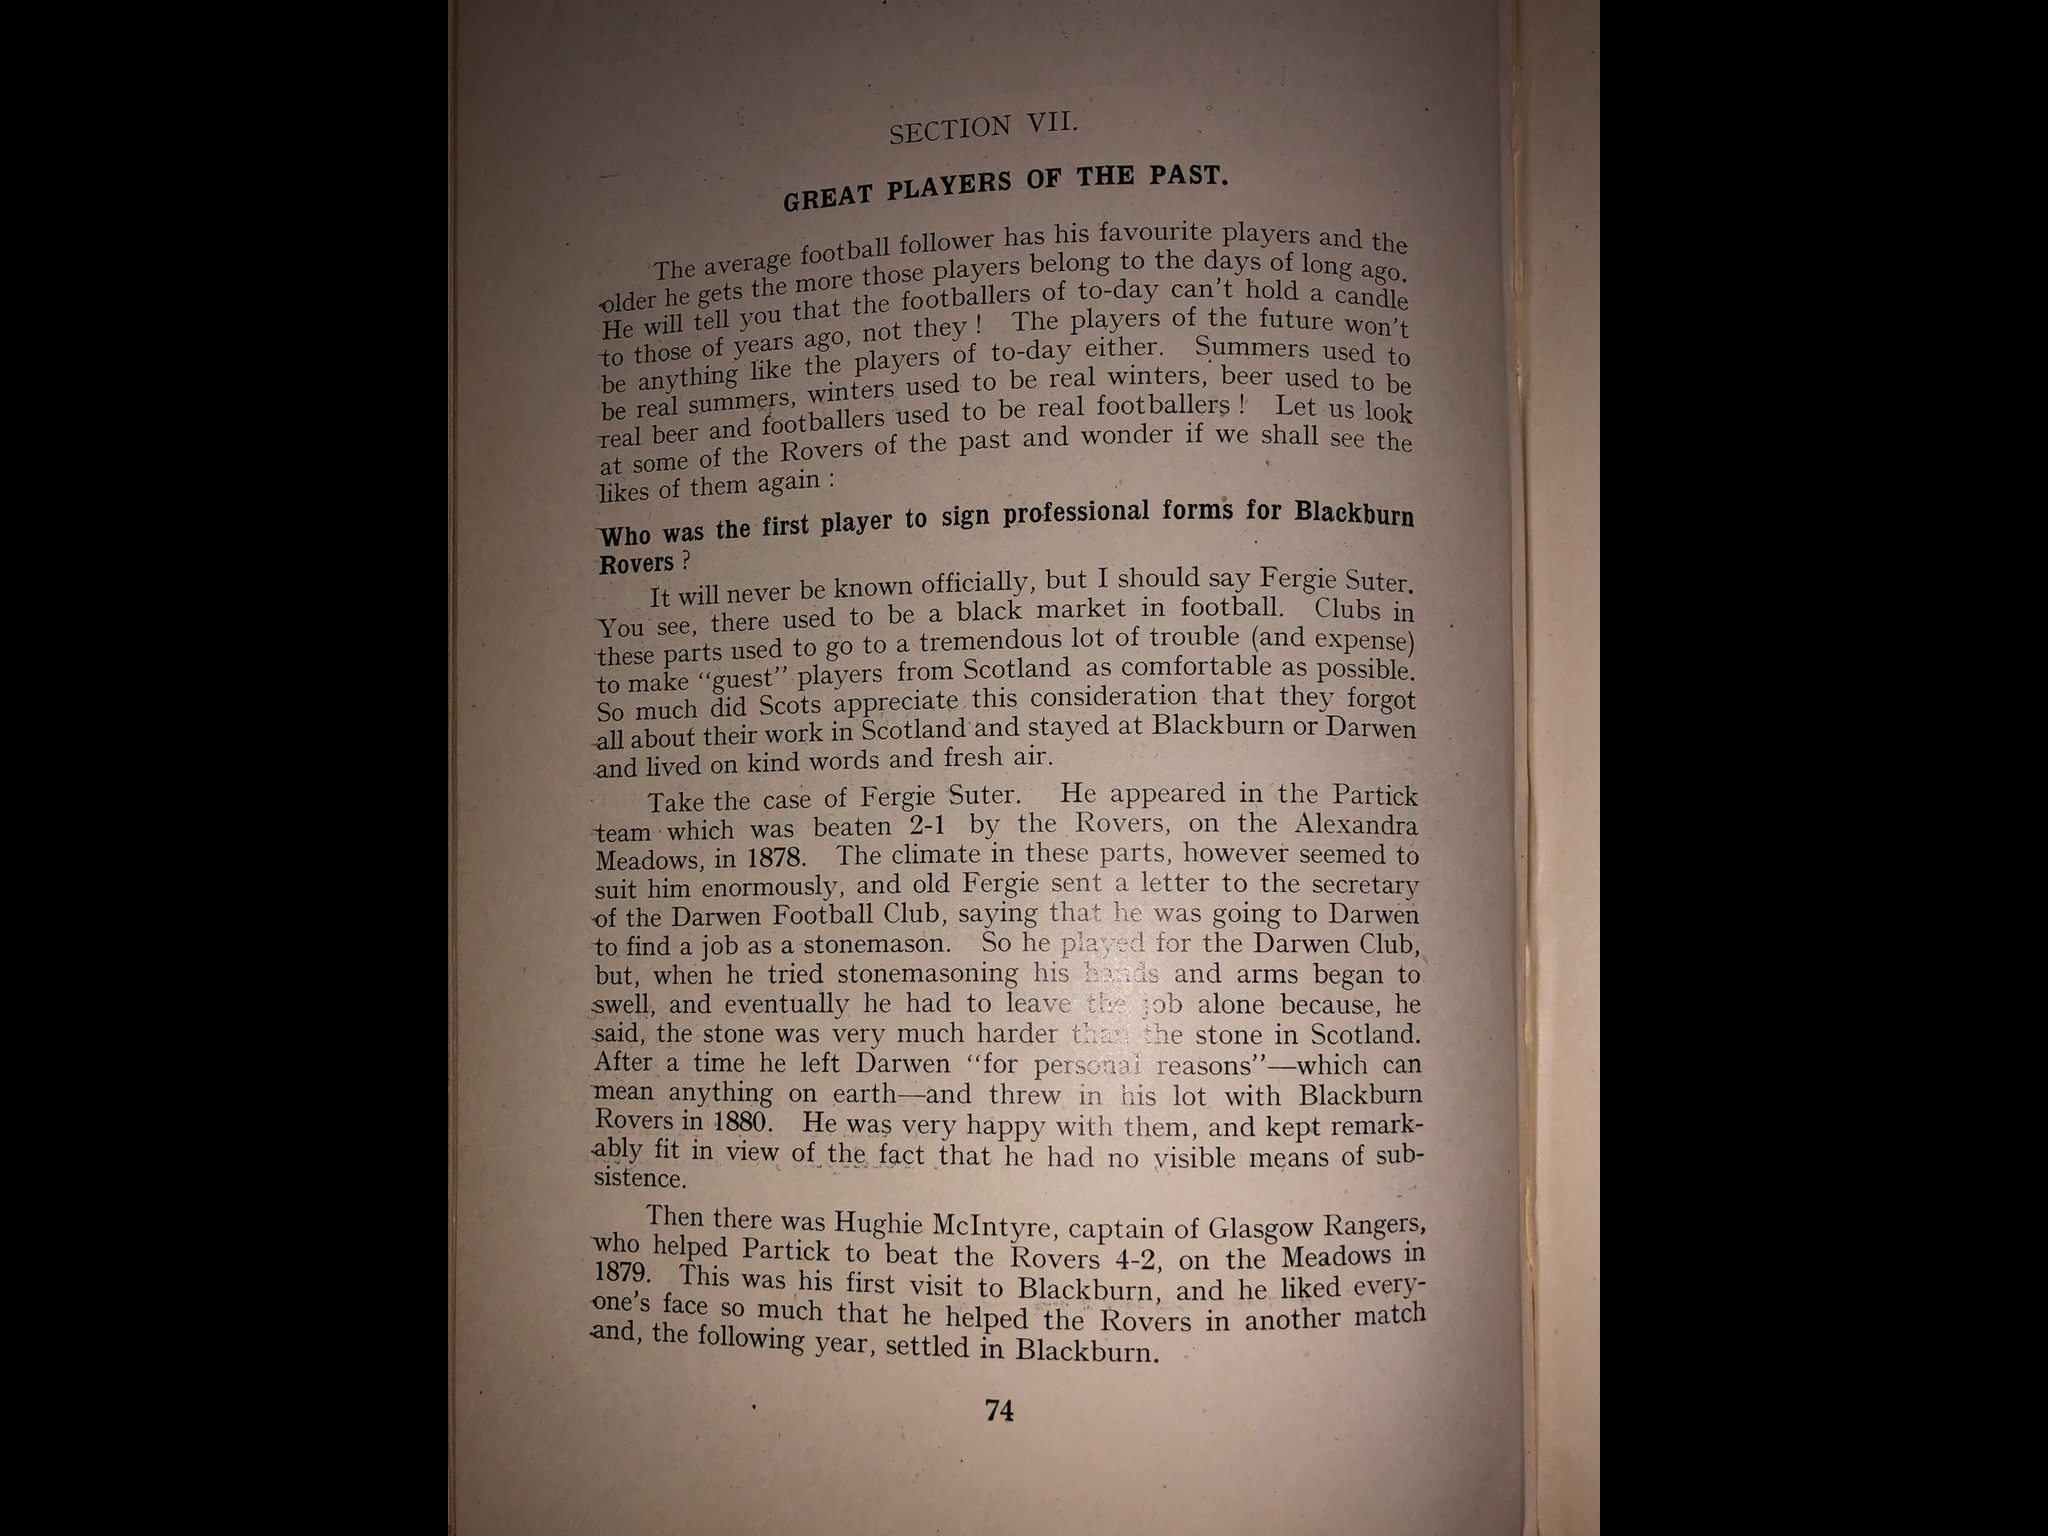 SECTION VII.
GREAT PLAYERS OF THE PAST.
The average football follower has his favourite players and the
older he gets the more those players belong to the days of long ago.
He will tell you that the footballers of to-day can't hold a candle
to those of years ago, not they ! The players of the future won't
be anything like the players of to-day either. Summers used to
be real summers, winters used to be real winters, beer used to be
real beer and footballers used to be real footballers ! Let us look
at some of the Rovers of the past and wonder if we shall see the
likes of them again :
Who was the first player to sign professional forms for Blackburn
Rovers ?
It will never be known officially, but I should say Fergie Suter.
You see, there used to be a black market in football. Clubs in
these parts used to go to a tremendous lot of trouble (and expense)
to make “guest” players from Scotland as comfortable as possible.
So much did Scots appreciate this consideration that they forgot
all about their work in Scotland and stayed at Blackburn or Darwen
and lived on kind words and fresh air.
Take the case of Fergie Suter. He appeared in the Partick
team which was beaten 2-1 by the Rovers, on the Alexandra
Meadows, in 1878. The climate in these parts, however seemed to
suit him enormously, and old Fergie sent a letter to the secretary
of the Darwen Football Club, saying that he was going to Darwen
to find a job as a stonemason. So he played for the Darwen Club,
but, when he tried stonemasoning his hands and arms began to
swell, and eventually he had to leave the job alone because, he
said, the stone was very much harder than the stone in Scotland.
After a time he left Darwen “for personal reasons”—which can
mean anything on earth—and threw in his lot with Blackburn
Rovers in 1880. He was very happy with them, and kept remark-
ably fit in view of the fact that he had no visible means of sub-
sistence.
Then there was Hughie McIntyre, captain of Glasgow Rangers,
who helped Partick to beat the Rovers 4-2, on the Meadows in
1879. This was his first visit to Blackburn, and he liked every-
one's face so much that he helped the Rovers in another match
and, the following year, settled in Blackburn.
74